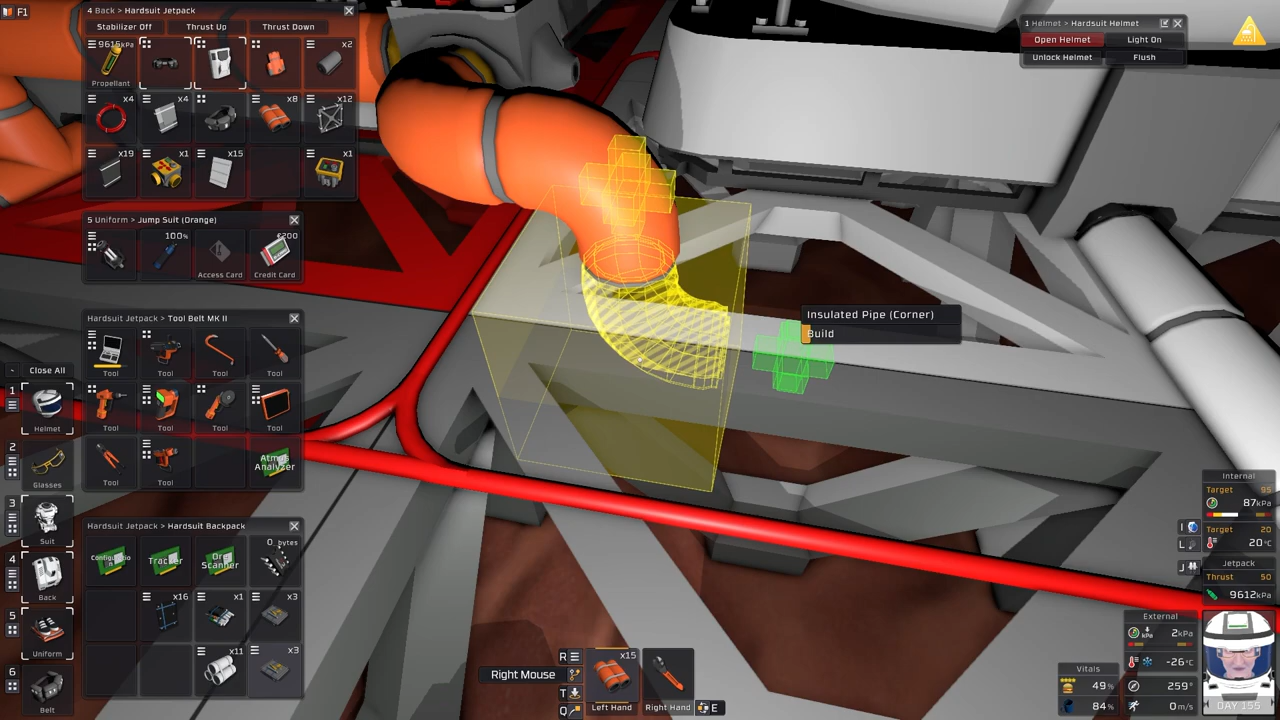 F1
4 Back > Hardsuit Jetpack
Stabilizer Off
Thrust Up
Thrust Down
9615kPa
x2
Propellant
x4
x4
x8
x12
x19
x1
x15
x1
5 Uniform > Jump Suit (Orange)
100%
€200
Access Card
Credit Card
Hardsuit Jetpack > Tool Belt MK II
Tool
Tool
Tool
Tool
Tool
Tool
Tool
Tool
Tool
Tool
Atmos
Analyzer
Hardsuit Jetpack > Hardsuit Backpack
Configuratio
n
Tracker
Ore
Scanner
0 bytes
x16
x1
x3
x11
x3
Close All
1
Helmet
2
Glasses
3
Suit
4
Back
5
Uniform
6
Belt
1 Helmet > Hardsuit Helmet
Open Helmet
Light On
Unlock Helmet
Flush
Insulated Pipe (Corner)
Build
Right Mouse
R
T
Q
x15
Left Hand
Right Hand
E
Internal
Target 95
87kPa
Target 20
20°C
I
L
J
Jetpack
Thrust 50
9612kPa
External
kPa
2kPa
-26°C
259°
0m/s
Vitals
49%
84%
DAY 155